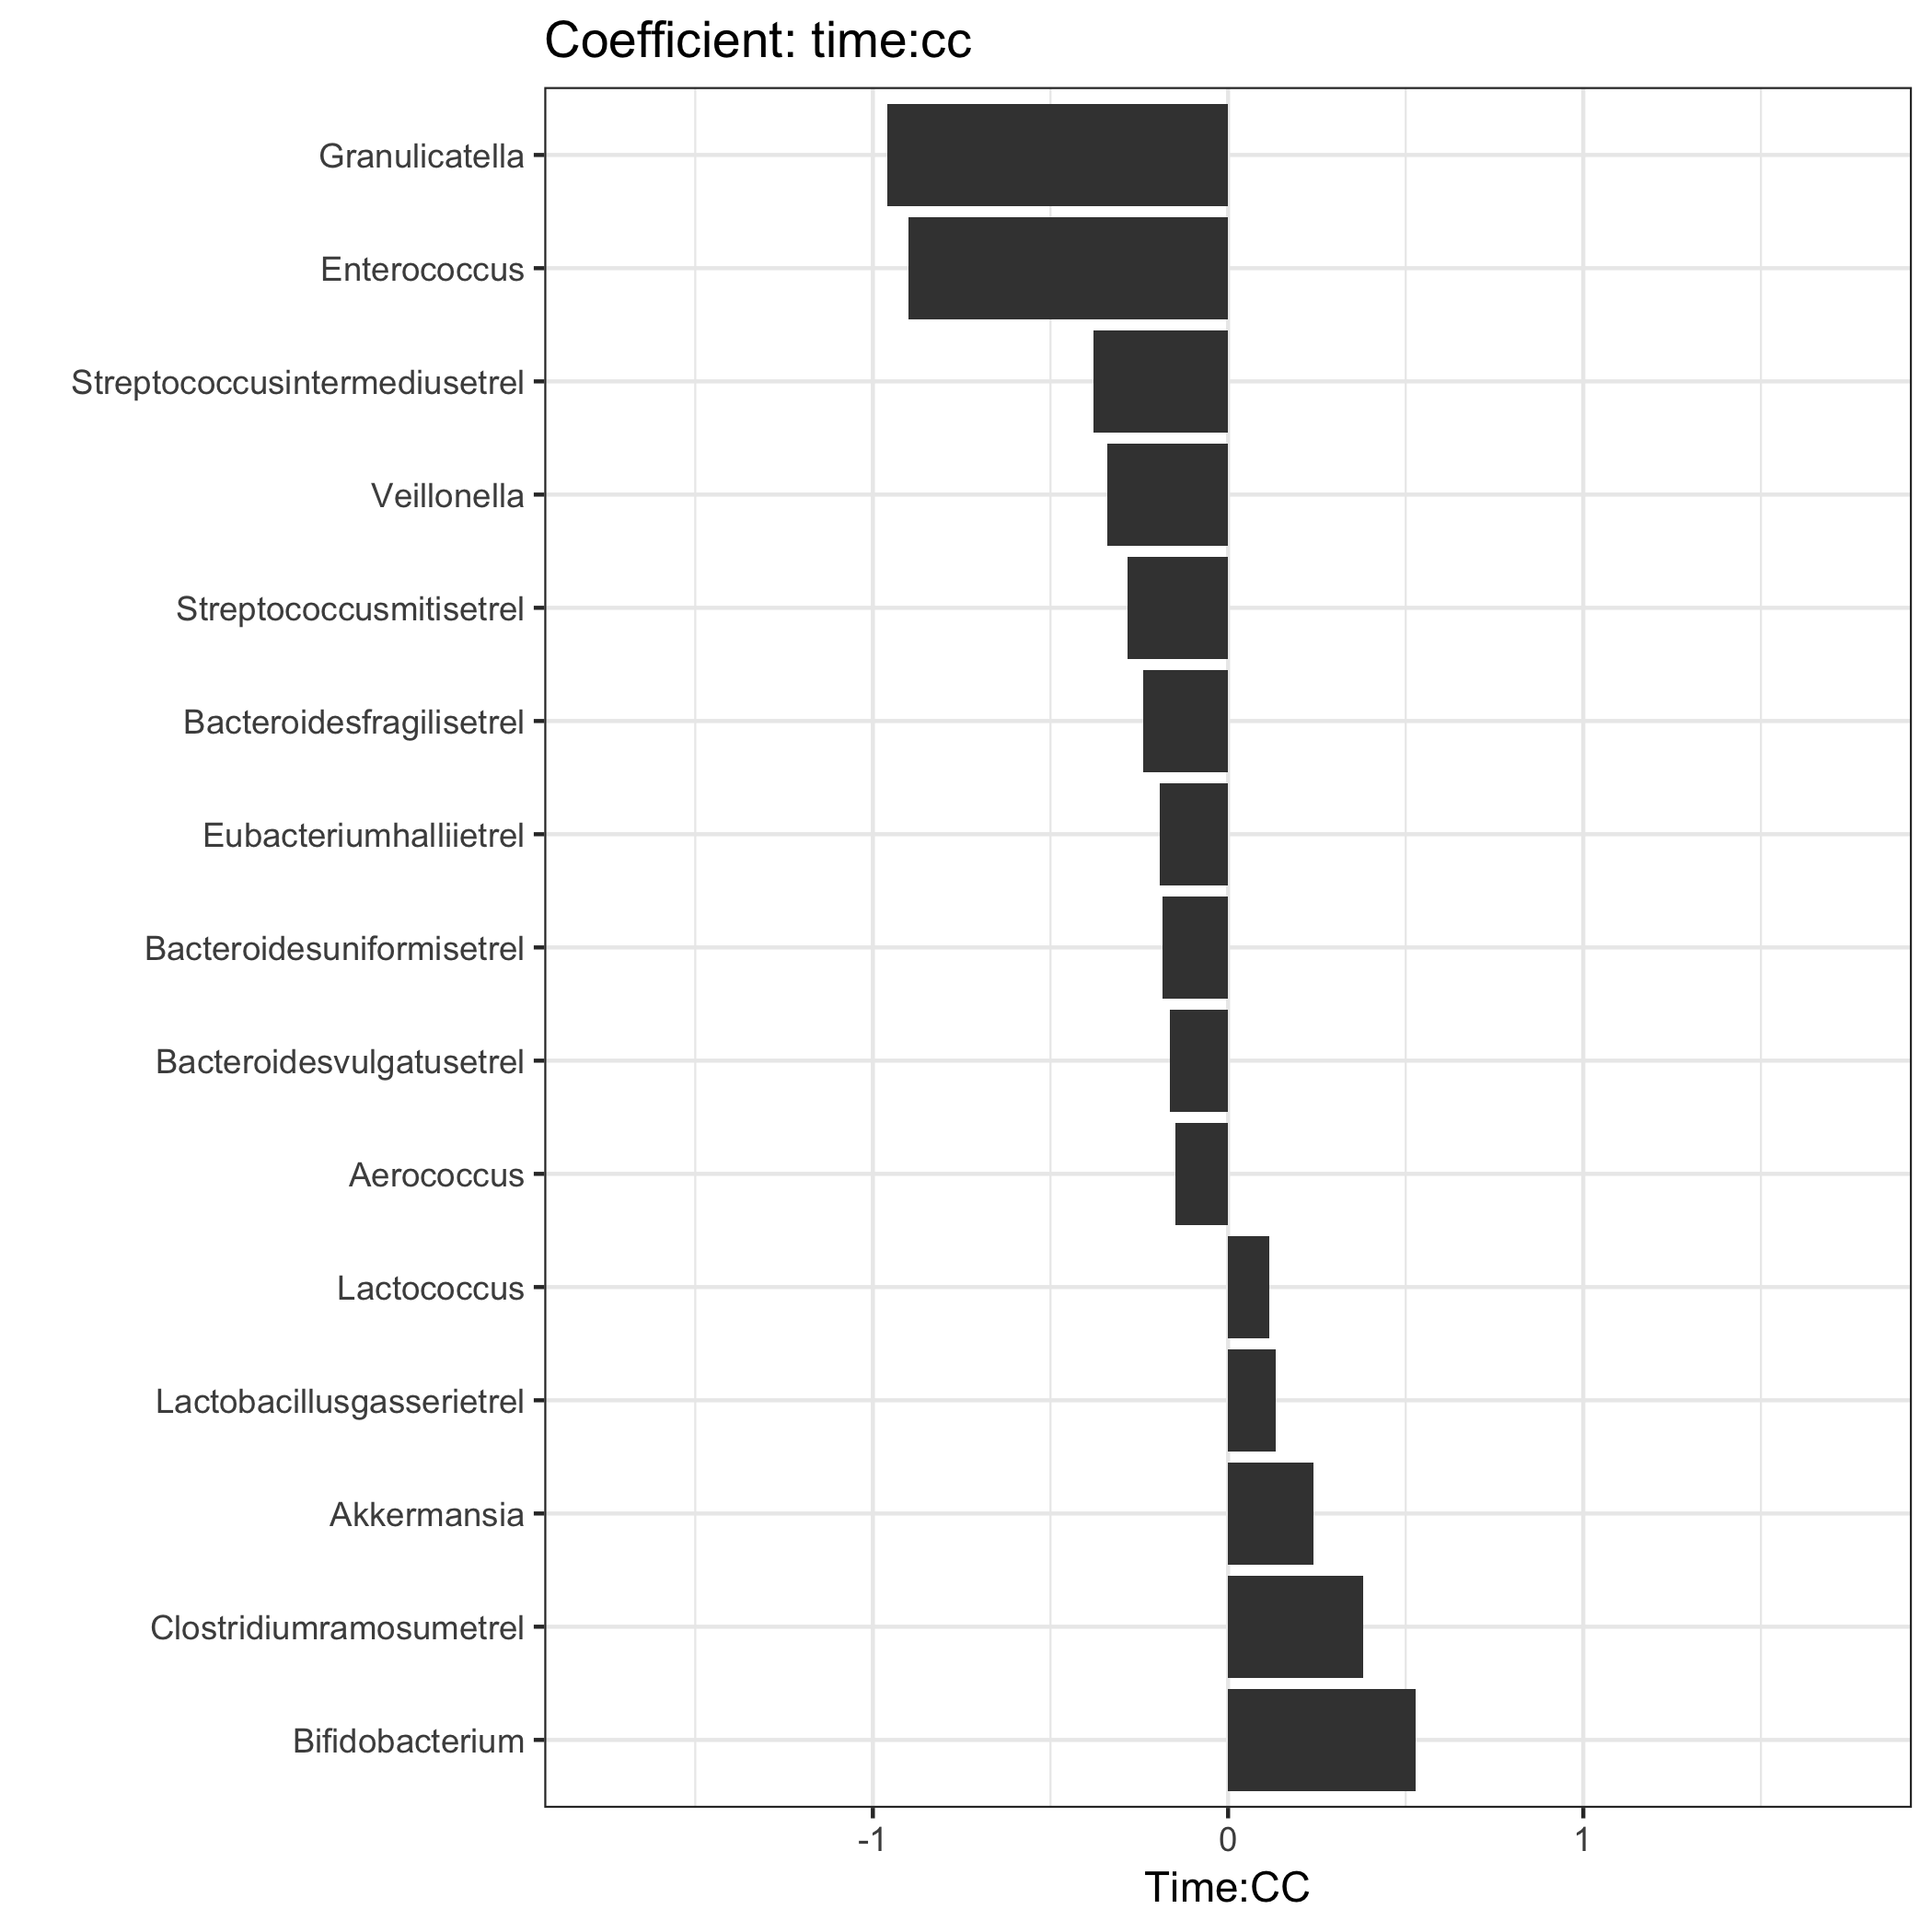 Coefficient: time:cc
Granulicatella
Enterococcus
Streptococcusintermediusetrel
Veillonella
Streptococcusmitisetrel
Bacteroidesfragilisetrel
Eubacteriumhalliietrel
Bacteroidesuniformisetrel
Bacteroidesvulgatusetrel
Aerococcus
Lactococcus
Lactobacillusgasserietrel
Akkermansia
Clostridiumramosumetrel
Bifidobacterium
-1 0 1
Time:CC